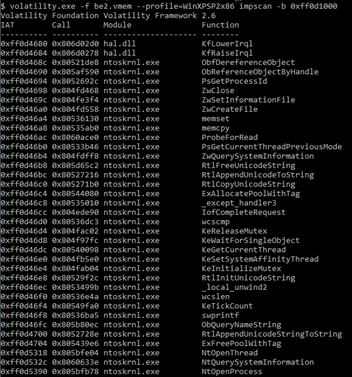 $ volatility.exe -f be2.vmem --profile=WinXPSP2x86 impscan -b 0xff0d1000
Volatility Foundation Volatility Framework 2.6
IAT Call Module Function
---------- ---------- -------------------- --------
0xff0d4680 0x806d02d0 hal.dll KfLowerIrql
0xff0d4684 0x806d0278 hal.dll KfRaiseIrql
0xff0d468c 0x80521de8 ntoskrnl.exe ObfDereferenceObject
0xff0d4690 0x805af590 ntoskrnl.exe ObReferenceObjectByHandle
0xff0d4694 0x8052692c ntoskrnl.exe PsGetProcessId
0xff0d4698 0x804fd468 ntoskrnl.exe ZwClose
0xff0d469c 0x804fe3f4 ntoskrnl.exe ZwSetInformationFile
0xff0d46a0 0x804fd558 ntoskrnl.exe ZwCreateFile
0xff0d46a4 0x80536130 ntoskrnl.exe memset
0xff0d46a8 0x80535ab0 ntoskrnl.exe memcpy
0xff0d46ac 0x8060ace0 ntoskrnl.exe ProbeForRead
0xff0d46b0 0x80533b46 ntoskrnl.exe PsGetCurrentThreadPreviousMode
0xff0d46b4 0x804fdff8 ntoskrnl.exe ZwQuerySystemInformation
0xff0d46b8 0x805d65c2 ntoskrnl.exe RtlFreeUnicodeString
0xff0d46bc 0x80527216 ntoskrnl.exe RtlAppendUnicodeToString
0xff0d46c0 0x805271b0 ntoskrnl.exe RtlCopyUnicodeString
0xff0d46c4 0x80544080 ntoskrnl.exe ExAllocatePoolWithTag
0xff0d46c8 0x80535010 ntoskrnl.exe _except_handler3
0xff0d46cc 0x804ede90 ntoskrnl.exe IofCompleteRequest
0xff0d46d0 0x80536dc3 ntoskrnl.exe wcscmp
0xff0d46d4 0x804fac02 ntoskrnl.exe KeReleaseMutex
0xff0d46d8 0x804f97fc ntoskrnl.exe KeWaitForSingleObject
0xff0d46dc 0x80540098 ntoskrnl.exe KeGetCurrentThread
0xff0d46e0 0x804fb5e0 ntoskrnl.exe KeSetSystemAffinityThread
0xff0d46e4 0x804fab04 ntoskrnl.exe KeInitializeMutex
0xff0d46e8 0x80529f2c ntoskrnl.exe RtlInitUnicodeString
0xff0d46ec 0x8053499b ntoskrnl.exe _local_unwind2
0xff0d46f0 0x80536e4a ntoskrnl.exe wcslen
0xff0d46f4 0x80549fa0 ntoskrnl.exe KeTickCount
0xff0d46f8 0x80536ba5 ntoskrnl.exe swprintf
0xff0d46fc 0x805b80ec ntoskrnl.exe ObQueryNameString
0xff0d4700 0x8052728e ntoskrnl.exe RtlAppendUnicodeStringToString
0xff0d4704 0x805439e6 ntoskrnl.exe ExFreePoolWithTag
0xff0d5318 0x805bfe04 ntoskrnl.exe NtOpenThread
0xff0d532c 0x8060633e ntoskrnl.exe NtQuerySystemInformation
0xff0d5390 0x805bfb78 ntoskrnl.exe NtOpenProcess